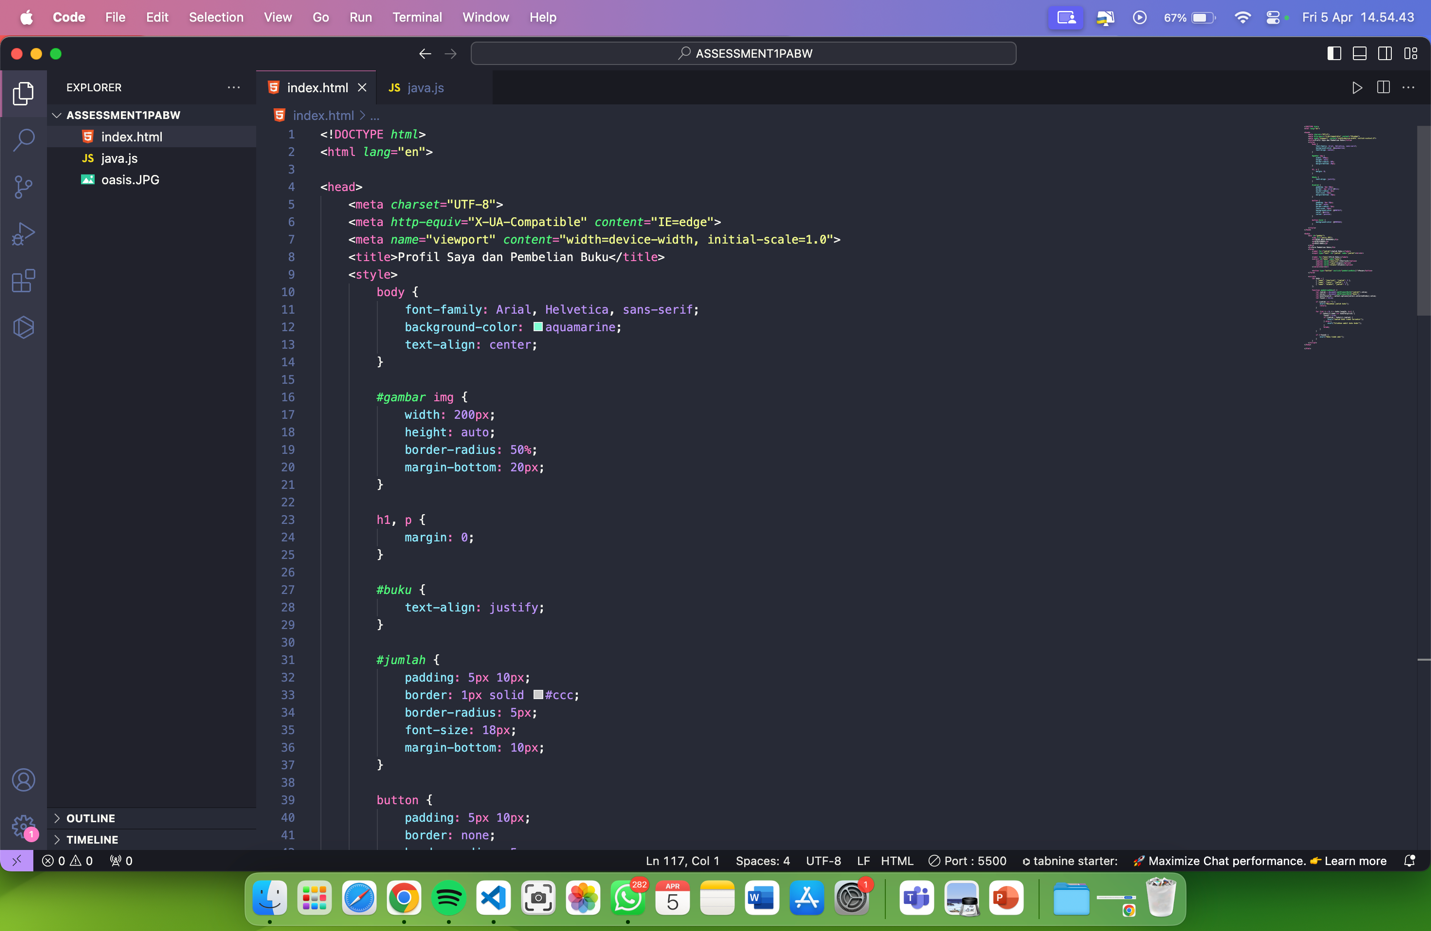 Code File Edit Selection View Go Run Terminal Window Help 67% Fri 5 Apr 14.54.43
ASSESSMENT1PABW
EXPLORER
ASSESSMENT1PABW
index.html
JS java.js
oasis.JPG
OUTLINE
TIMELINE
index.html JS java.js
index.html > ...
1 <!DOCTYPE html>
2 <html lang="en">
3
4 <head>
5 <meta charset="UTF-8">
6 <meta http-equiv="X-UA-Compatible" content="IE=edge">
7 <meta name="viewport" content="width=device-width, initial-scale=1.0">
8 <title>Profil Saya dan Pembelian Buku</title>
9 <style>
10 body {
11 font-family: Arial, Helvetica, sans-serif;
12 background-color: aquamarine;
13 text-align: center;
14 }
15
16 #gambar img {
17 width: 200px;
18 height: auto;
19 border-radius: 50%;
20 margin-bottom: 20px;
21 }
22
23 h1, p {
24 margin: 0;
25 }
26
27 #buku {
28 text-align: justify;
29 }
30
31 #jumlah {
32 padding: 5px 10px;
33 border: 1px solid #ccc;
34 border-radius: 5px;
35 font-size: 18px;
36 margin-bottom: 10px;
37 }
38
39 button {
40 padding: 5px 10px;
41 border: none;
1
0 0 0 Ln 117, Col 1 Spaces: 4 UTF-8 LF HTML Port : 5500 tabnine starter: 🚀 Maximize Chat performance. 👉 Learn more
282 APR 5 W 1 T P